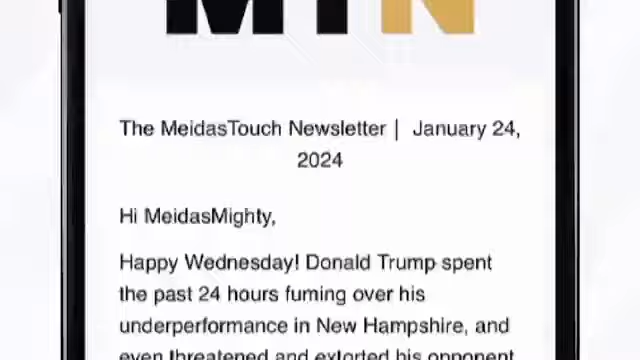 MTN
The MeidasTouch Newsletter | January 24,
2024
Hi MeidasMighty,
Happy Wednesday! Donald Trump spent
the past 24 hours fuming over his
underperformance in New Hampshire, and
even threatened and extorted his opponent